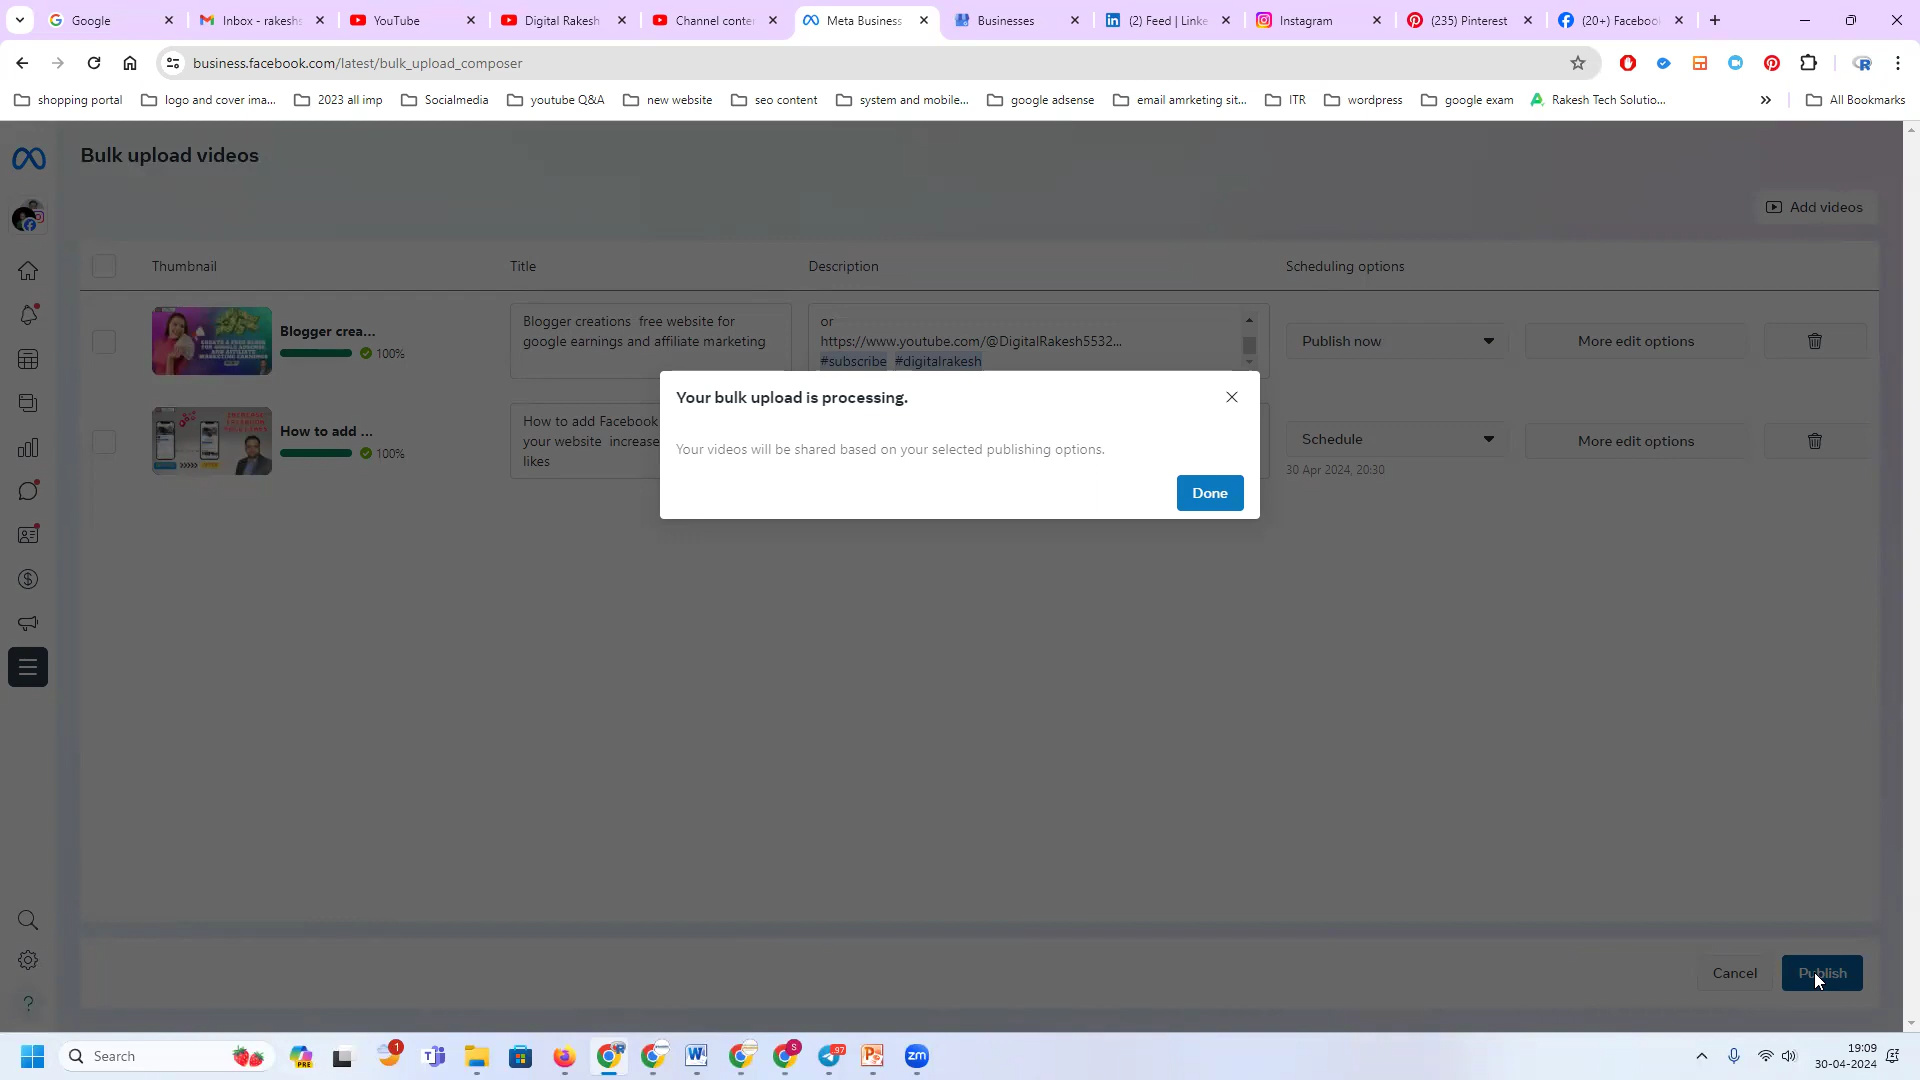 Google
Inbox - rakeshs
YouTube
Digital Rakesh
Channel conten
Meta Business
Businesses
(2) Feed | Linke
Instagram
(235) Pinterest
(20+) Facebook
business.facebook.com/latest/bulk_upload_composer
shopping portal
logo and cover ima...
2023 all imp
Socialmedia
youtube Q&A
new website
seo content
system and mobile...
google adsense
email amrketing sit...
ITR
wordpress
google exam
Rakesh Tech Solutio...
All Bookmarks
Bulk upload videos
Add videos
Thumbnail
Title
Description
Scheduling options
Blogger crea...
100%
Blogger creations free website for
google earnings and affiliate marketing
or
https://www.youtube.com/@DigitalRakesh5532...
#subscribe #digitalrakesh
Publish now
More edit options
How to add ...
100%
How to add Facebook
your website increase
likes
Schedule
30 Apr 2024, 20:30
More edit options
Your bulk upload is processing.
Your videos will be shared based on your selected publishing options.
Done
Cancel
Publish
Search
PRE
1
97
zm
19:09
30-04-2024